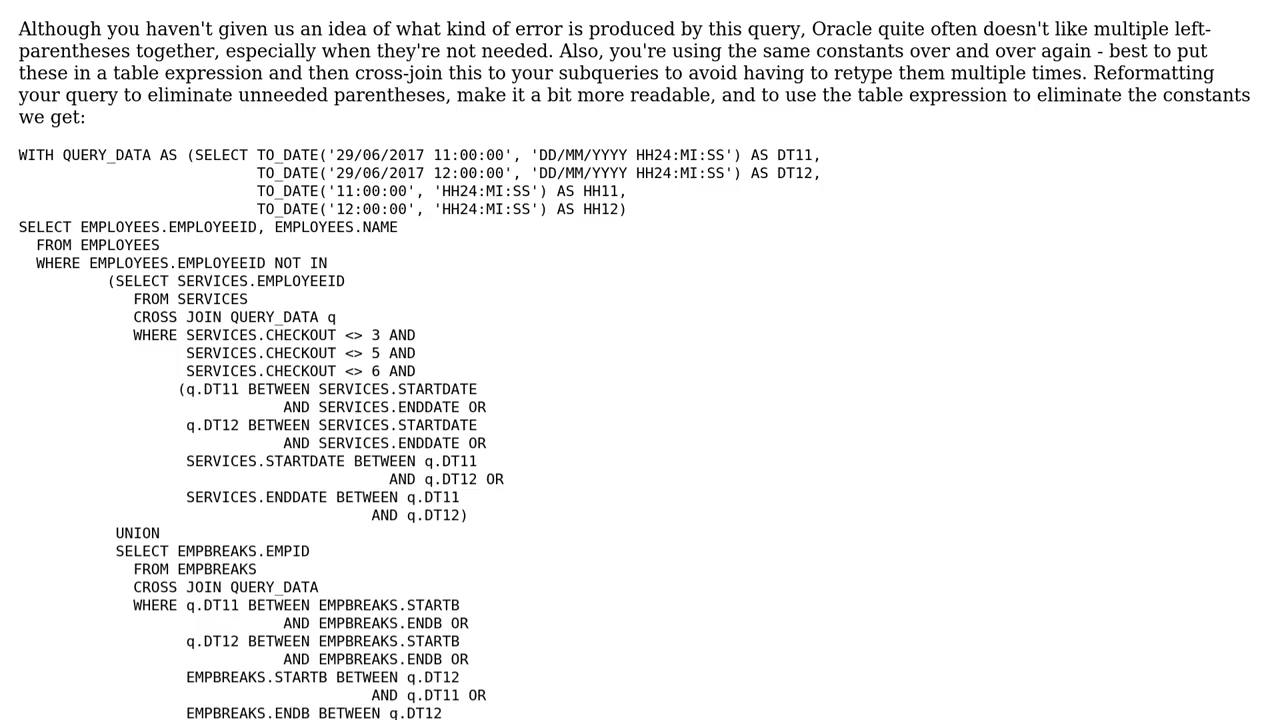 Although you haven't given us an idea of what kind of error is produced by this query, Oracle quite often doesn't like multiple left-
parentheses together, especially when they're not needed. Also, you're using the same constants over and over again - best to put
these in a table expression and then cross-join this to your subqueries to avoid having to retype them multiple times. Reformatting
your query to eliminate unneeded parentheses, make it a bit more readable, and to use the table expression to eliminate the constants
we get:
WITH QUERY_DATA AS (SELECT TO_DATE('29/06/2017 11:00:00', 'DD/MM/YYYY HH24:MI:SS') AS DT11,
                           TO_DATE('29/06/2017 12:00:00', 'DD/MM/YYYY HH24:MI:SS') AS DT12,
                           TO_DATE('11:00:00', 'HH24:MI:SS') AS HH11,
                           TO_DATE('12:00:00', 'HH24:MI:SS') AS HH12)
SELECT EMPLOYEES.EMPLOYEEID, EMPLOYEES.NAME
  FROM EMPLOYEES
  WHERE EMPLOYEES.EMPLOYEEID NOT IN
          (SELECT SERVICES.EMPLOYEEID
             FROM SERVICES
             CROSS JOIN QUERY_DATA q
             WHERE SERVICES.CHECKOUT <> 3 AND
                   SERVICES.CHECKOUT <> 5 AND
                   SERVICES.CHECKOUT <> 6 AND
                  (q.DT11 BETWEEN SERVICES.STARTDATE
                              AND SERVICES.ENDDATE OR
                   q.DT12 BETWEEN SERVICES.STARTDATE
                              AND SERVICES.ENDDATE OR
                   SERVICES.STARTDATE BETWEEN q.DT11
                                          AND q.DT12 OR
                   SERVICES.ENDDATE BETWEEN q.DT11
                                        AND q.DT12)
           UNION
           SELECT EMPBREAKS.EMPID
             FROM EMPBREAKS
             CROSS JOIN QUERY_DATA
             WHERE q.DT11 BETWEEN EMPBREAKS.STARTB
                              AND EMPBREAKS.ENDB OR
                   q.DT12 BETWEEN EMPBREAKS.STARTB
                              AND EMPBREAKS.ENDB OR
                   EMPBREAKS.STARTB BETWEEN q.DT12
                                        AND q.DT11 OR
                   EMPBREAKS.ENDB BETWEEN q.DT12